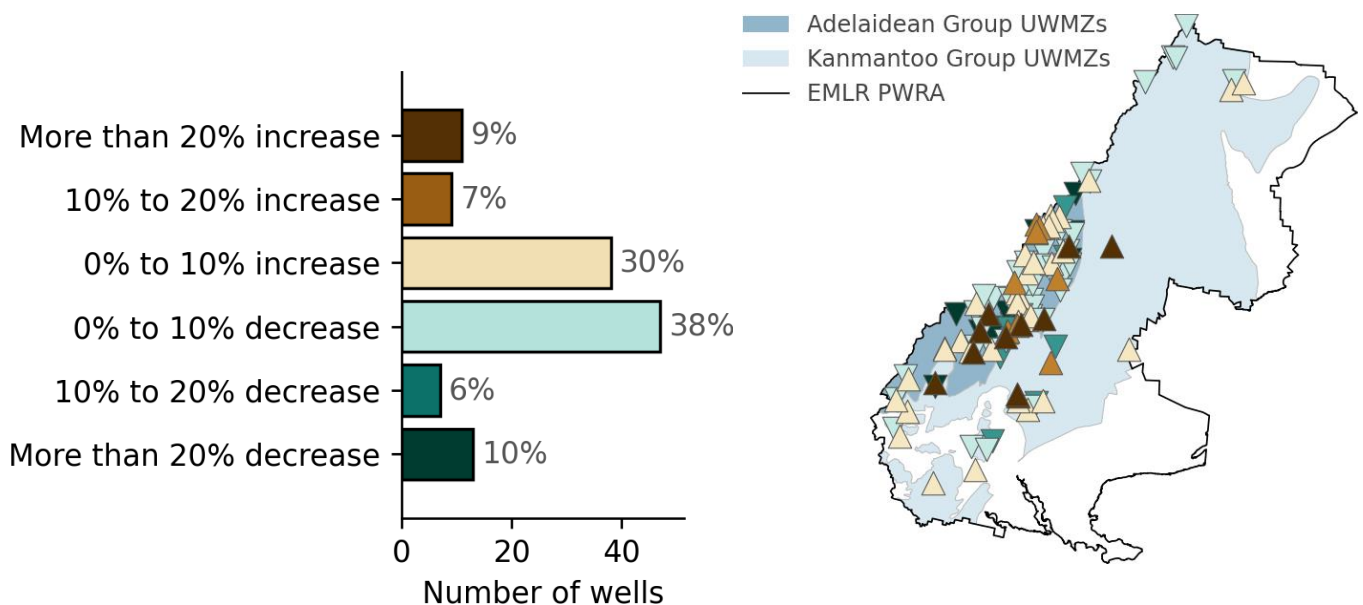 More than 20% increase
9%
10% to 20% increase
7%
0% to 10% increase
30%
0% to 10% decrease
38%
10% to 20% decrease
6%
More than 20% decrease
10%
0 20 40
Number of wells
Adelaidean Group UWMZs
Kanmantoo Group UWMZs
EMLR PWRA